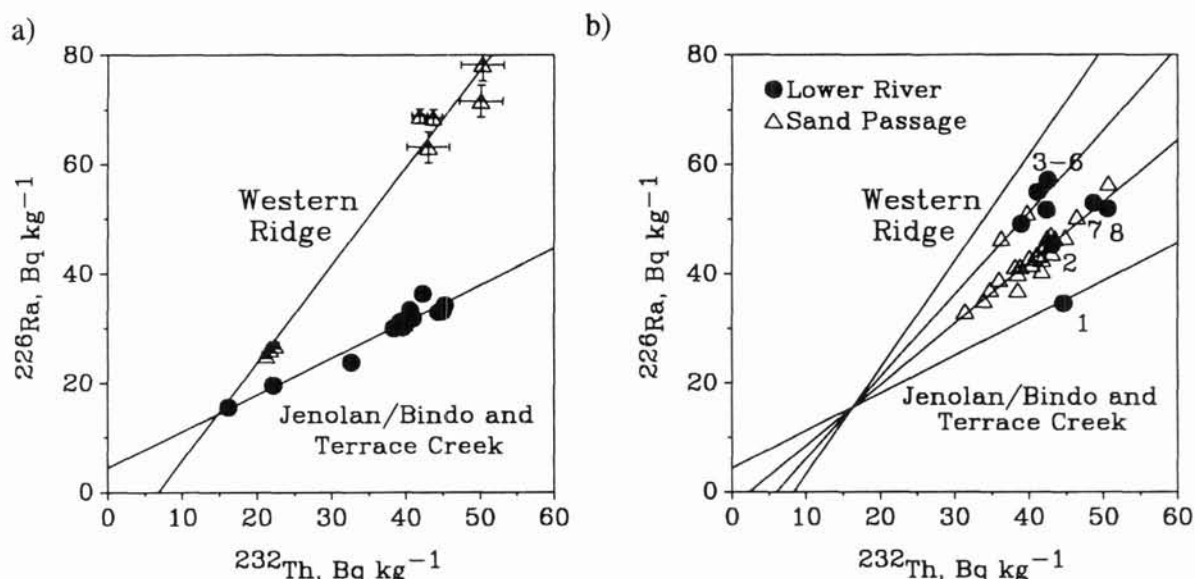 a)
80
60
40
20
0
²²⁶Ra, Bq kg⁻¹
Western
Ridge
Jenolan/Bindo and
Terrace Creek
0 10 20 30 40 50 60
²³²Th, Bq kg⁻¹
b)
80
60
40
20
0
²²⁶Ra, Bq kg⁻¹
Lower River
Sand Passage
Western
Ridge
3-6
7 8
2
1
Jenolan/Bindo and
Terrace Creek
0 10 20 30 40 50 60
²³²Th, Bq kg⁻¹